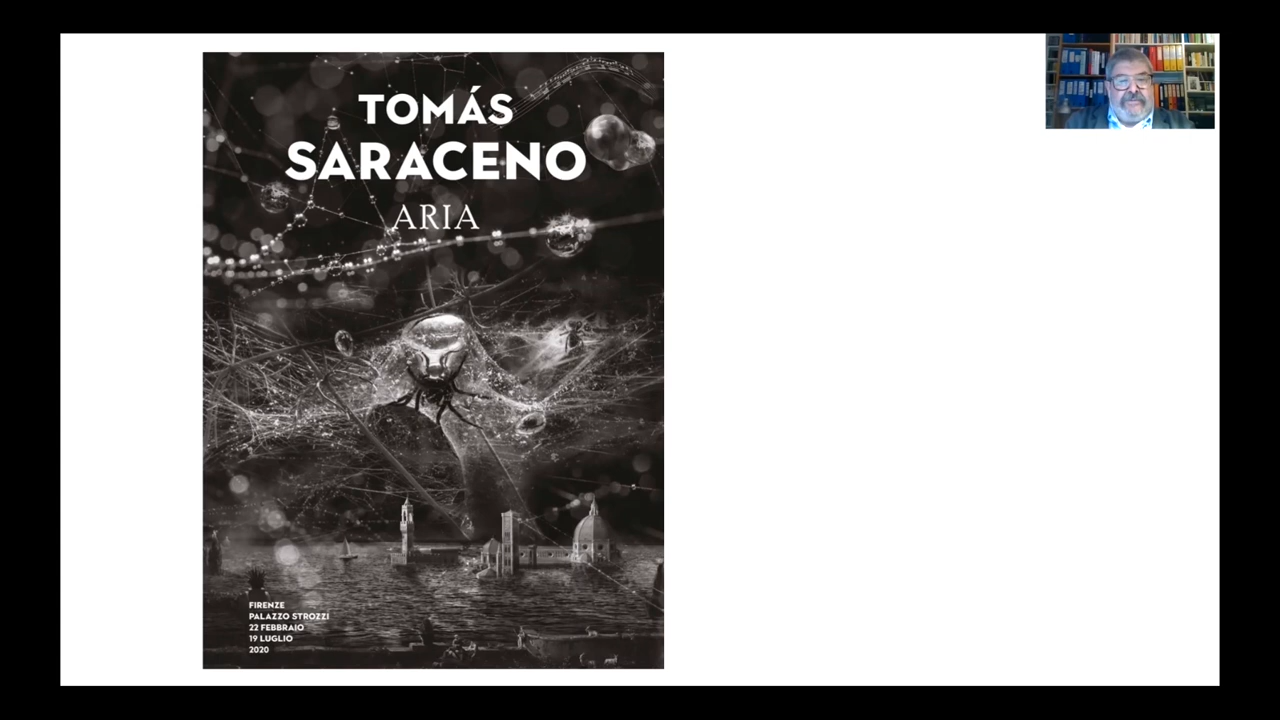 TOMÁS
SARACENO
ARIA
FIRENZE
PALAZZO STROZZI
22 FEBBRAIO
19 LUGLIO
2020